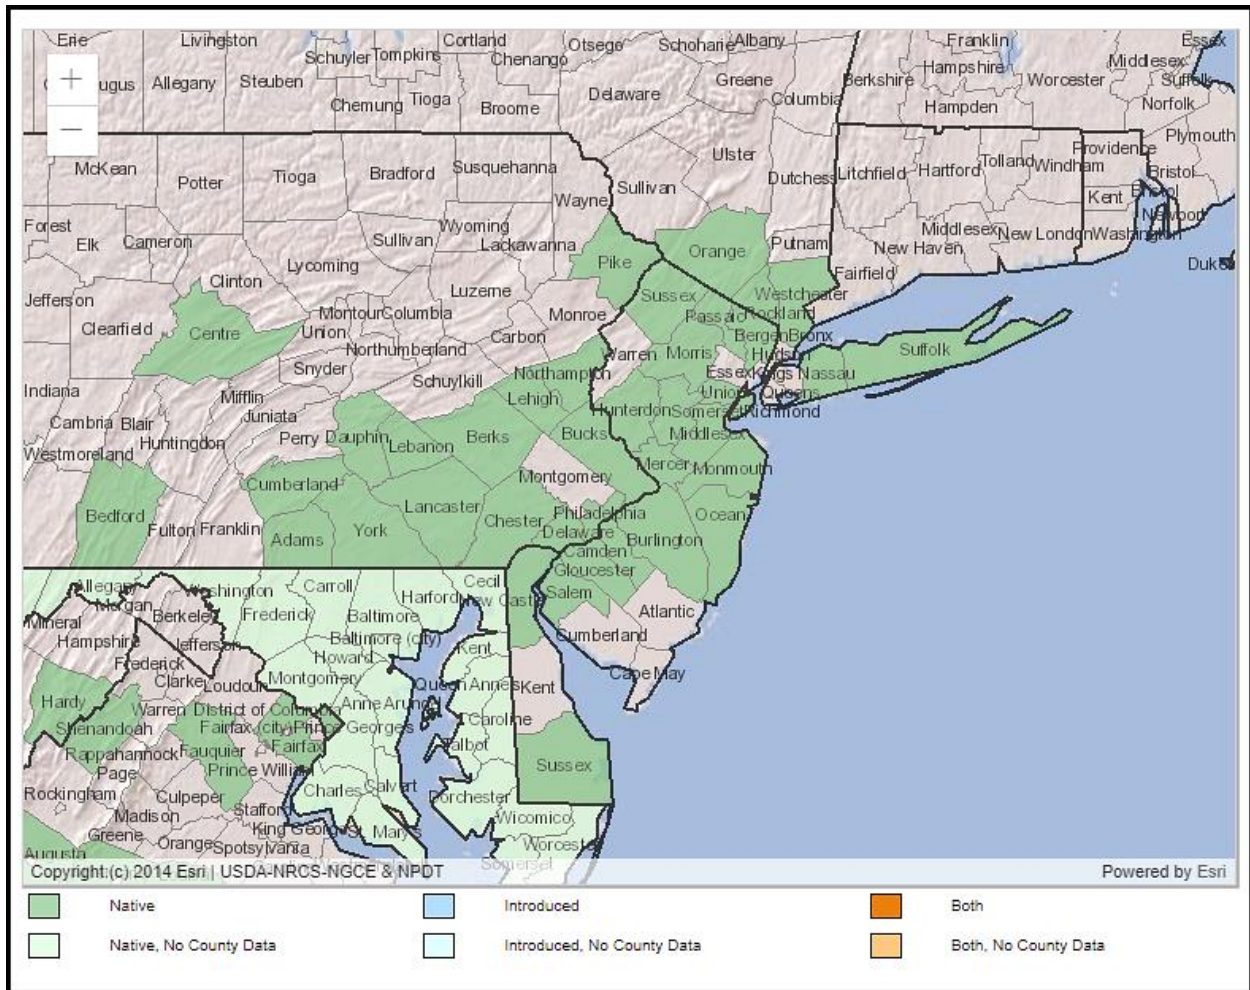 Erie Livingston Schuyler Tompkins Cortland Chenango Otsego Schoharie Albany Franklin Essex
ugus Allegany Steuben Chemung Tioga Broome Delaware Greene Columbia Berkshire Hampshire Hampden Worcester Middlesex Suffolk Norfolk
+
−
McKean Potter Tioga Bradford Susquehanna Wayne Sullivan Ulster Dutchess Litchfield Hartford Tolland Windham Providence Plymouth
Kent Bristol Bristol Newport
Forest Elk Cameron Sullivan Wyoming Lackawanna Putnam New Haven Middlesex New London Washington
Clinton Lycoming Luzerne Pike Orange Fairfield Dukes
Jefferson Clearfield Centre Union Montour Columbia Carbon Monroe Sussex Passaic Westchester Rockland
Northumberland Warren Morris Bergen Bronx Hudson Suffolk
Indiana Snyder Schuylkill Northampton Essex Kings Nassau Union Queens
Cambria Blair Mifflin Juniata Lehigh Hunterdon Somerset Richmond
Westmoreland Huntingdon Perry Dauphin Lebanon Berks Bucks Middlesex
Cumberland Montgomery Mercer Monmouth
Bedford Fulton Franklin Adams York Lancaster Chester Philadelphia Delaware Ocean
Camden Burlington Gloucester Salem
Allegany Morgan Washington Carroll Harford Cecil New Castle Atlantic
Mineral Hampshire Berkeley Frederick Baltimore Cumberland
Jefferson Baltimore (city) Howard Kent
Frederick Clarke Loudoun Montgomery Queen Anne's Kent Cape May
Hardy Warren District of Columbia Anne Arundel Caroline
Shenandoah Fairfax (city) Prince George's Talbot
Rappahannock Fauquier Fairfax Sussex
Page Prince William
Rockingham Culpeper Charles Calvert Dorchester
Madison Stafford Wicomico
Greene Orange Spotsylvania King George St. Mary's Worcester
Augusta Somerset
Copyright:(c) 2014 Esri | USDA-NRCS-NGCE & NPDT Powered by Esri
Native Introduced Both
Native, No County Data Introduced, No County Data Both, No County Data